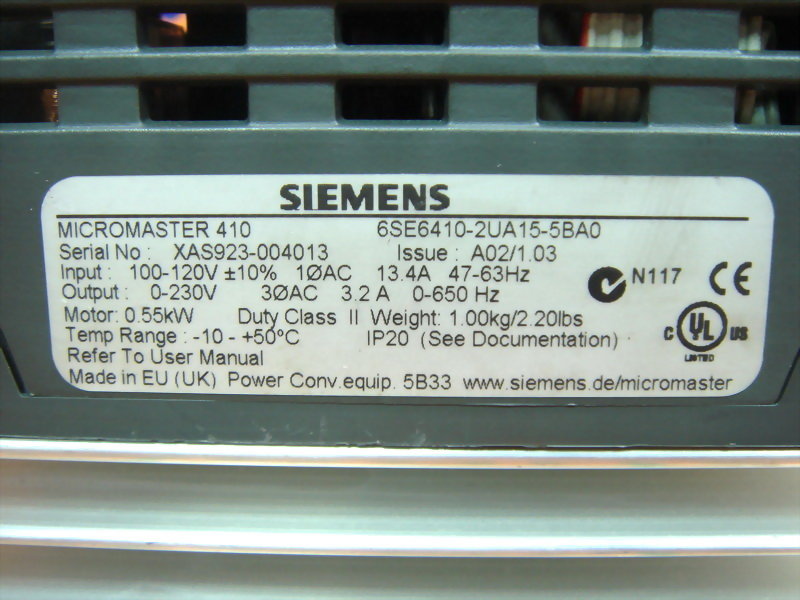 SIEMENS
MICROMASTER 410 6SE6410-2UA15-5BA0
Serial No : XAS923-004013 Issue : A02/1.03
Input : 100-120V ±10% 1ØAC 13.4A 47-63Hz
Output : 0-230V 3ØAC 3.2 A 0-650 Hz
Motor: 0.55kW Duty Class II Weight: 1.00kg/2.20lbs
Temp Range : -10 - +50°C IP20 (See Documentation)
Refer To User Manual
Made in EU (UK) Power Conv.equip. 5B33 www.siemens.de/micromaster
N117 CE
C UL US
LISTED